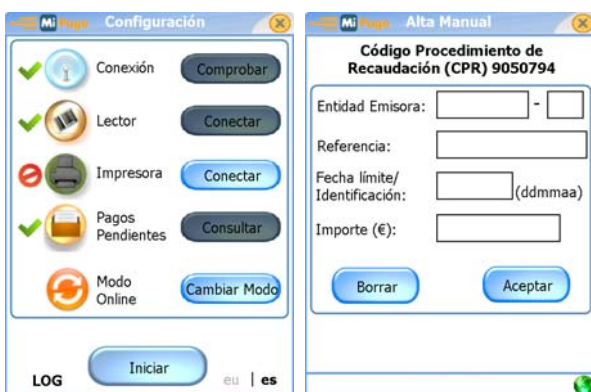 Mi Pago Configuración
Conexión Comprobar
Lector Conectar
Impresora Conectar
Pagos
Pendientes
Consultar
Modo
Online
Cambiar Modo
LOG Iniciar eu | es
Mi Pago Alta Manual
Código Procedimiento de
Recaudación (CPR) 9050794
Entidad Emisora: -
Referencia:
Fecha límite/
Identificación: (ddmmaa)
Importe (€):
Borrar Aceptar